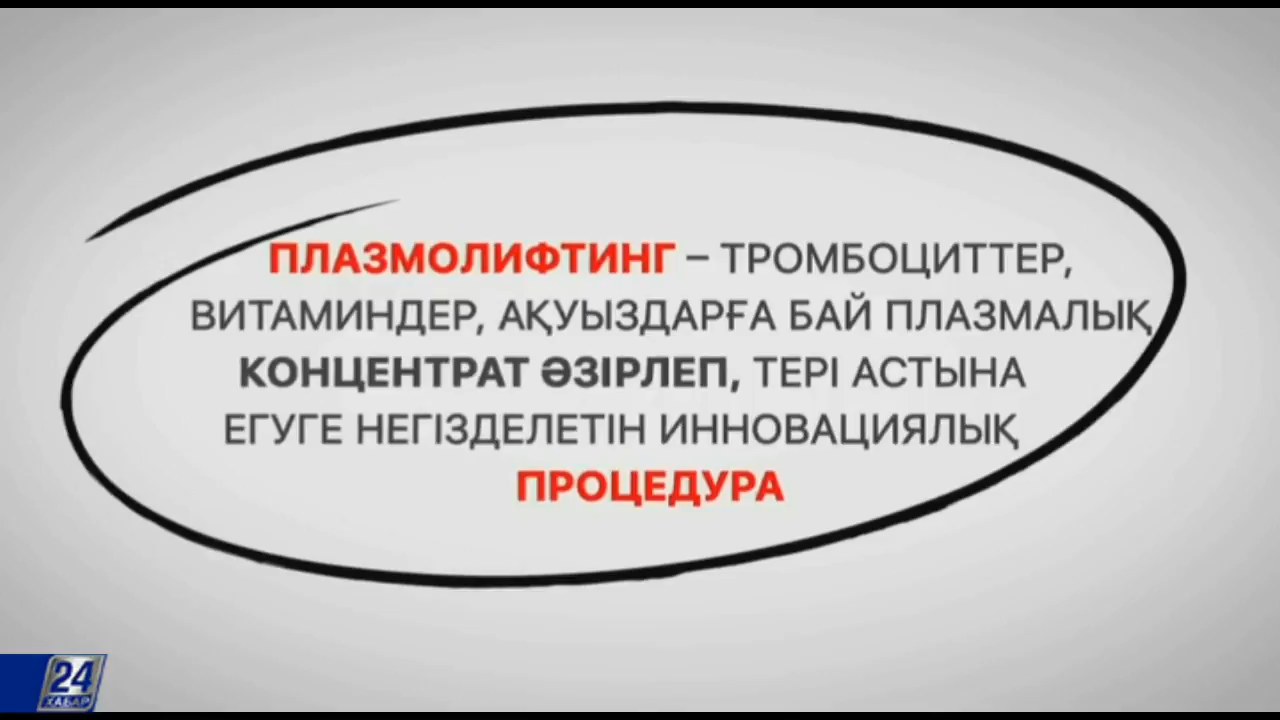 ПЛАЗМОЛИФТИНГ – ТРОМБОЦИТТЕР,
ВИТАМИНДЕР, АҚУЫЗДАРҒА БАЙ ПЛАЗМАЛЫҚ
КОНЦЕНТРАТ ӘЗІРЛЕП, ТЕРІ АСТЫНА
ЕГУГЕ НЕГІЗДЕЛЕТІН ИННОВАЦИЯЛЫҚ
ПРОЦЕДУРА
24
ХАБАР